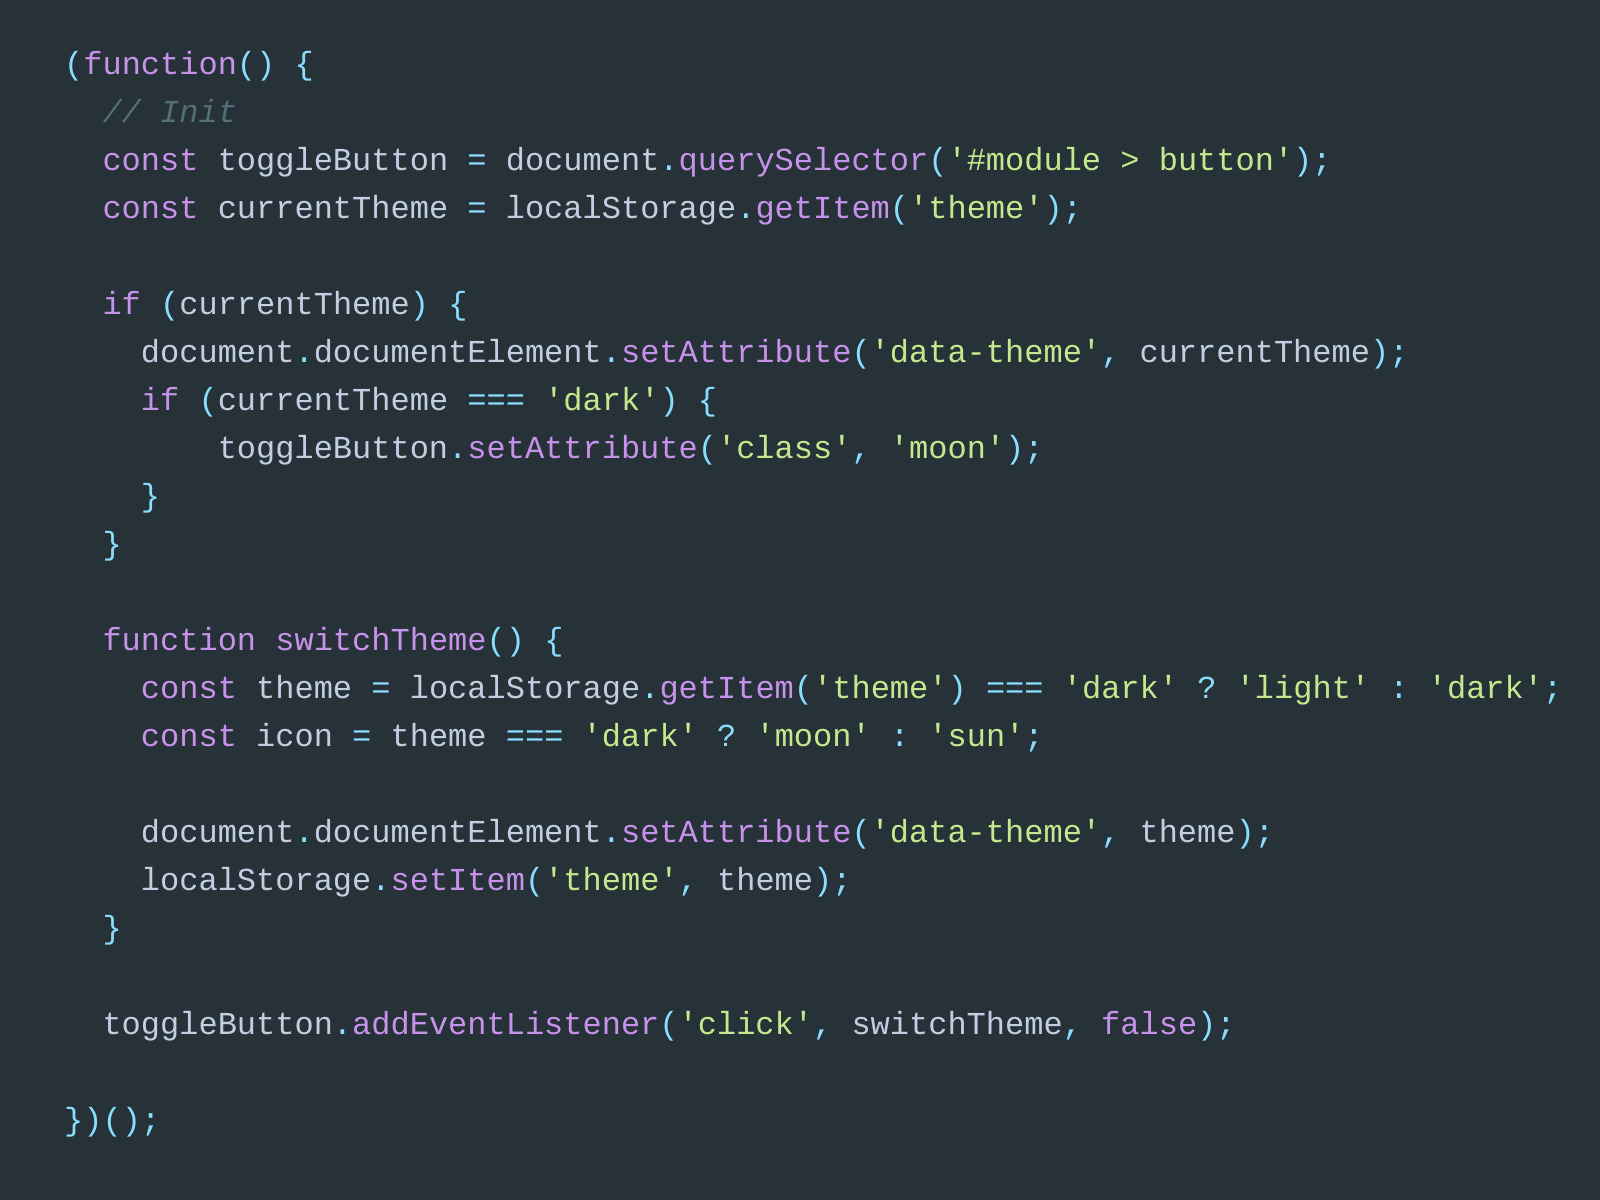 (function() {
  // Init
  const toggleButton = document.querySelector('#module > button');
  const currentTheme = localStorage.getItem('theme');

  if (currentTheme) {
    document.documentElement.setAttribute('data-theme', currentTheme);
    if (currentTheme === 'dark') {
        toggleButton.setAttribute('class', 'moon');
    }
  }

  function switchTheme() {
    const theme = localStorage.getItem('theme') === 'dark' ? 'light' : 'dark';
    const icon = theme === 'dark' ? 'moon' : 'sun';

    document.documentElement.setAttribute('data-theme', theme);
    localStorage.setItem('theme', theme);
  }

  toggleButton.addEventListener('click', switchTheme, false);

})();